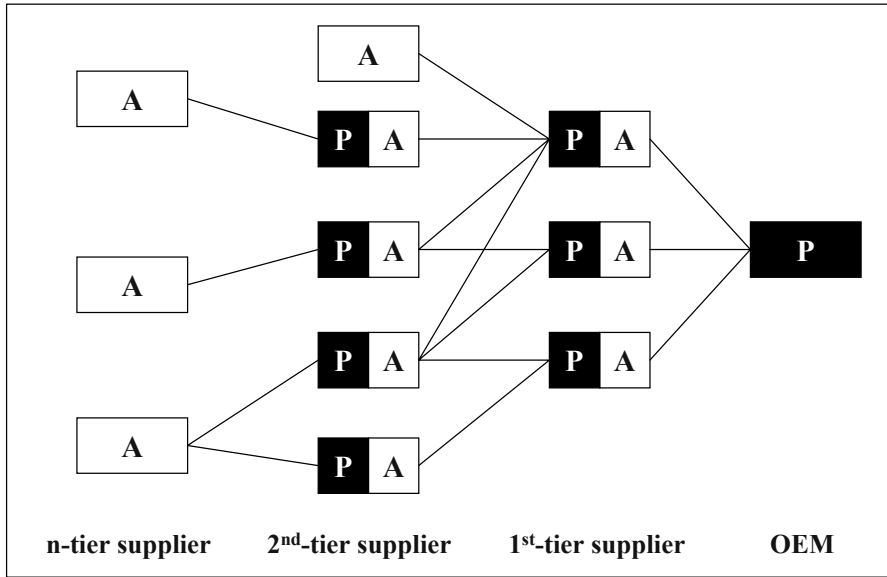 A
A
P A
P A
P A
P A
P
A
P A
P A
A
P A
n-tier supplier
2nd-tier supplier
1st-tier supplier
OEM